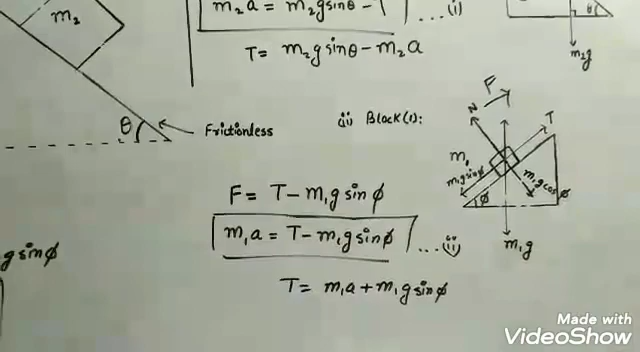 m₂
m₂a = m₂g sinθ - T ...(i)
T = m₂g sinθ - m₂a
θ
m₂g
θ
Frictionless
(ii) Block(1):
F
N
T
m₁
m₁g sinϕ
m₁g cosϕ
ϕ
ϕ
m₁g
F = T - m₁g sinϕ
m₁a = T - m₁g sinϕ ...(ii)
g sinϕ
T = m₁a + m₁g sinϕ
Made with
VideoShow